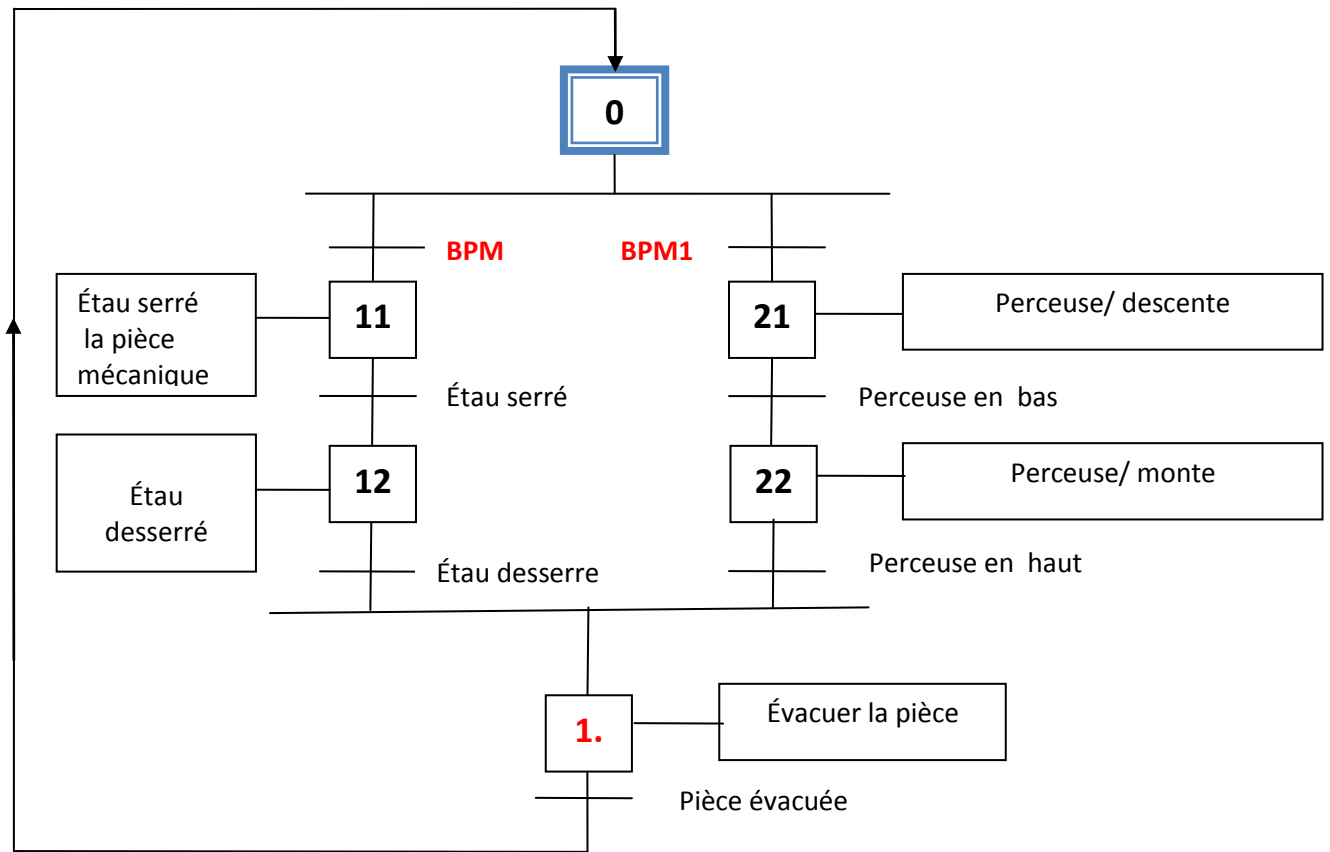 0
BPM
BPM1
Étau serré
la pièce
mécanique
11
21
Perceuse/ descente
Étau serré
Perceuse en bas
Étau
desserré
12
22
Perceuse/ monte
Étau desserre
Perceuse en haut
1.
Évacuer la pièce
Pièce évacuée